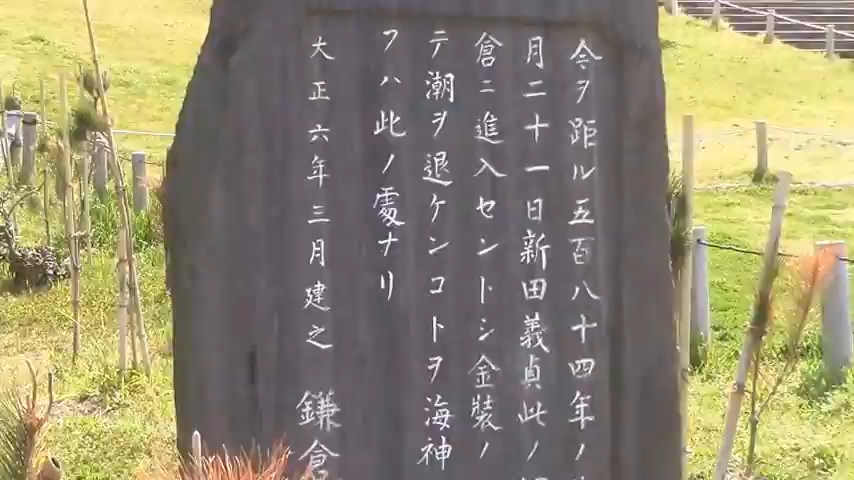 今ヲ距ル五百八十四年ノ
月二十一日新田義貞此ノ
倉ニ進入セントシ金装ノ
テ潮ヲ退ケンコトヲ海神
フハ此ノ處ナリ
大正六年三月建之 鎌倉